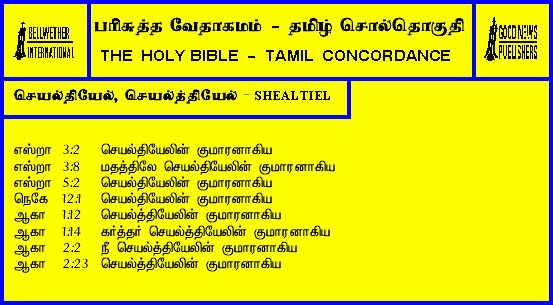 BELLWETHER
INTERNATIONAL
பரிசுத்த வேதாகமம் - தமிழ் சொல்தொகுதி
THE HOLY BIBLE - TAMIL CONCORDANCE
GOOD NEWS
PUBLISHERS
செயல்தியேல், செயல்த்தியேல் - SHEALTIEL
எஸ்றா 3:2 செயல்தியேலின் குமாரனாகிய
எஸ்றா 3:8 மதத்திலே செயல்தியேலின் குமாரனாகிய
எஸ்றா 5:2 செயல்தியேலின் குமாரனாகிய
நெகே 12:1 செயல்தியேலின் குமாரனாகிய
ஆகா 1:12 செயல்த்தியேலின் குமாரனாகிய
ஆகா 1:14 கர்த்தர் செயல்த்தியேலின் குமாரனாகிய
ஆகா 2:2 நீ செயல்த்தியேலின் குமாரனாகிய
ஆகா 2:23 செயல்த்தியேலின் குமாரனாகிய